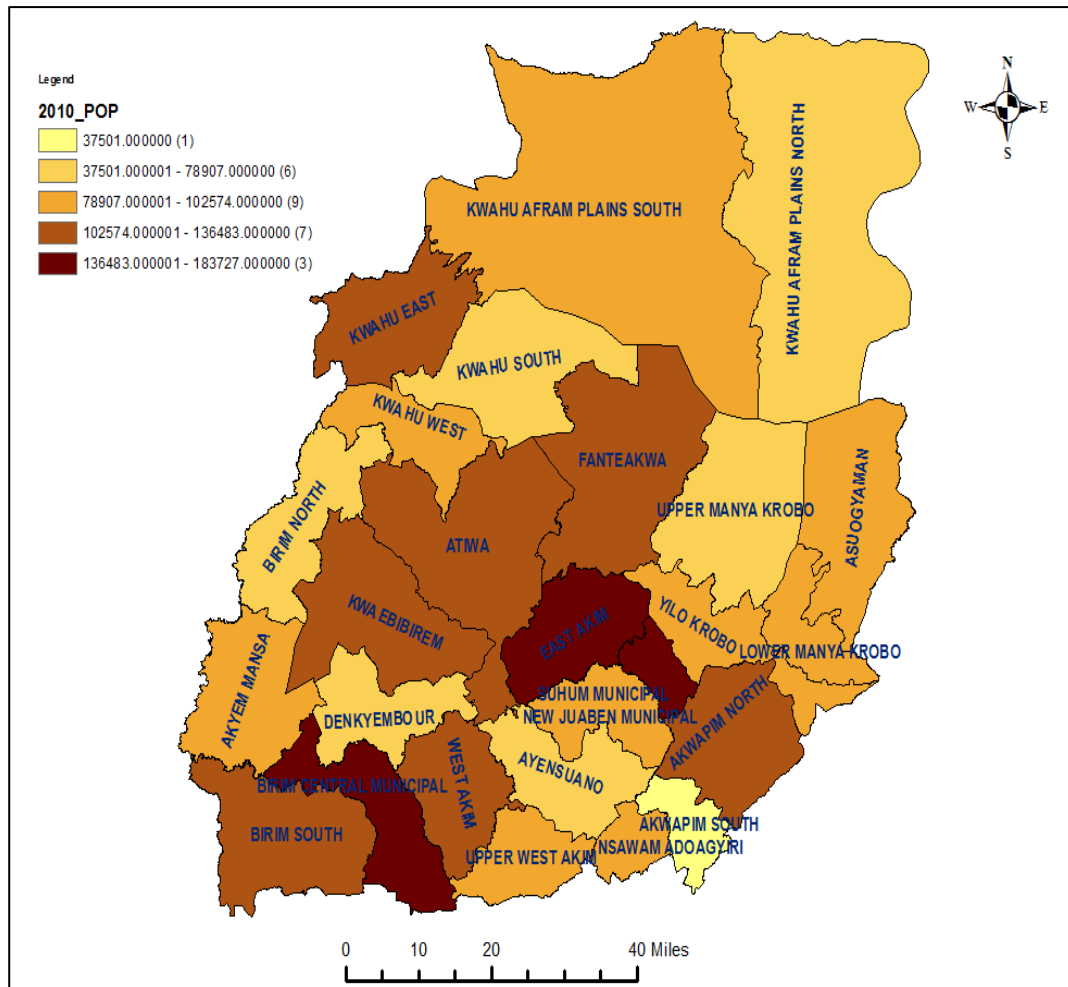 Legend
2010_POP
37501.000000 (1)
37501.000001 - 78907.000000 (6)
78907.000001 - 102574.000000 (9)
102574.000001 - 136483.000000 (7)
136483.000001 - 183727.000000 (3)
N
W E
S
KWAHU AFRAM PLAINS SOUTH
KWAHU AFRAM PLAINS NORTH
KWAHU EAST
KWAHU SOUTH
KWAHU WEST
FANTEAKWA
UPPER MANYA KROBO
ASUOGYAMAN
BIRIM NORTH
ATIWA
KWAEBIBIREM
EAST AKIM
YILO KROBO
LOWER MANYA KROBO
AKYEM MANSA
SUHUM MUNICIPAL
NEW JUABEN MUNICIPAL
AKWAPIM NORTH
DENKYEMBOUR
WEST AKIM
AYENSUANO
BIRIM CENTRAL MUNICIPAL
BIRIM SOUTH
AKWAPIM SOUTH
NSAWAM ADOAGYIRI
UPPER WEST AKIM
0 10 20 40 Miles